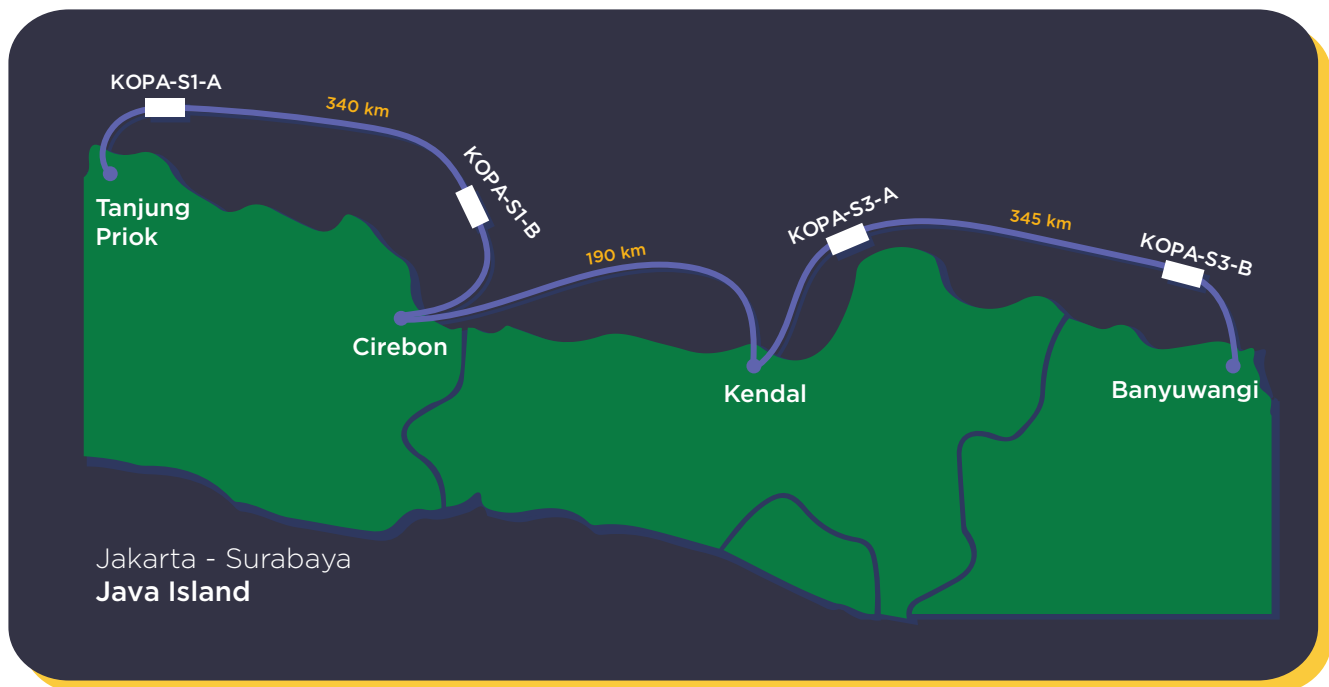 KOPA-S1-A
340 km
KOPA-S1-B
KOPA-S3-A
345 km
KOPA-S3-B
190 km
Tanjung
Priok
Cirebon
Kendal
Banyuwangi
Jakarta - Surabaya
Java Island